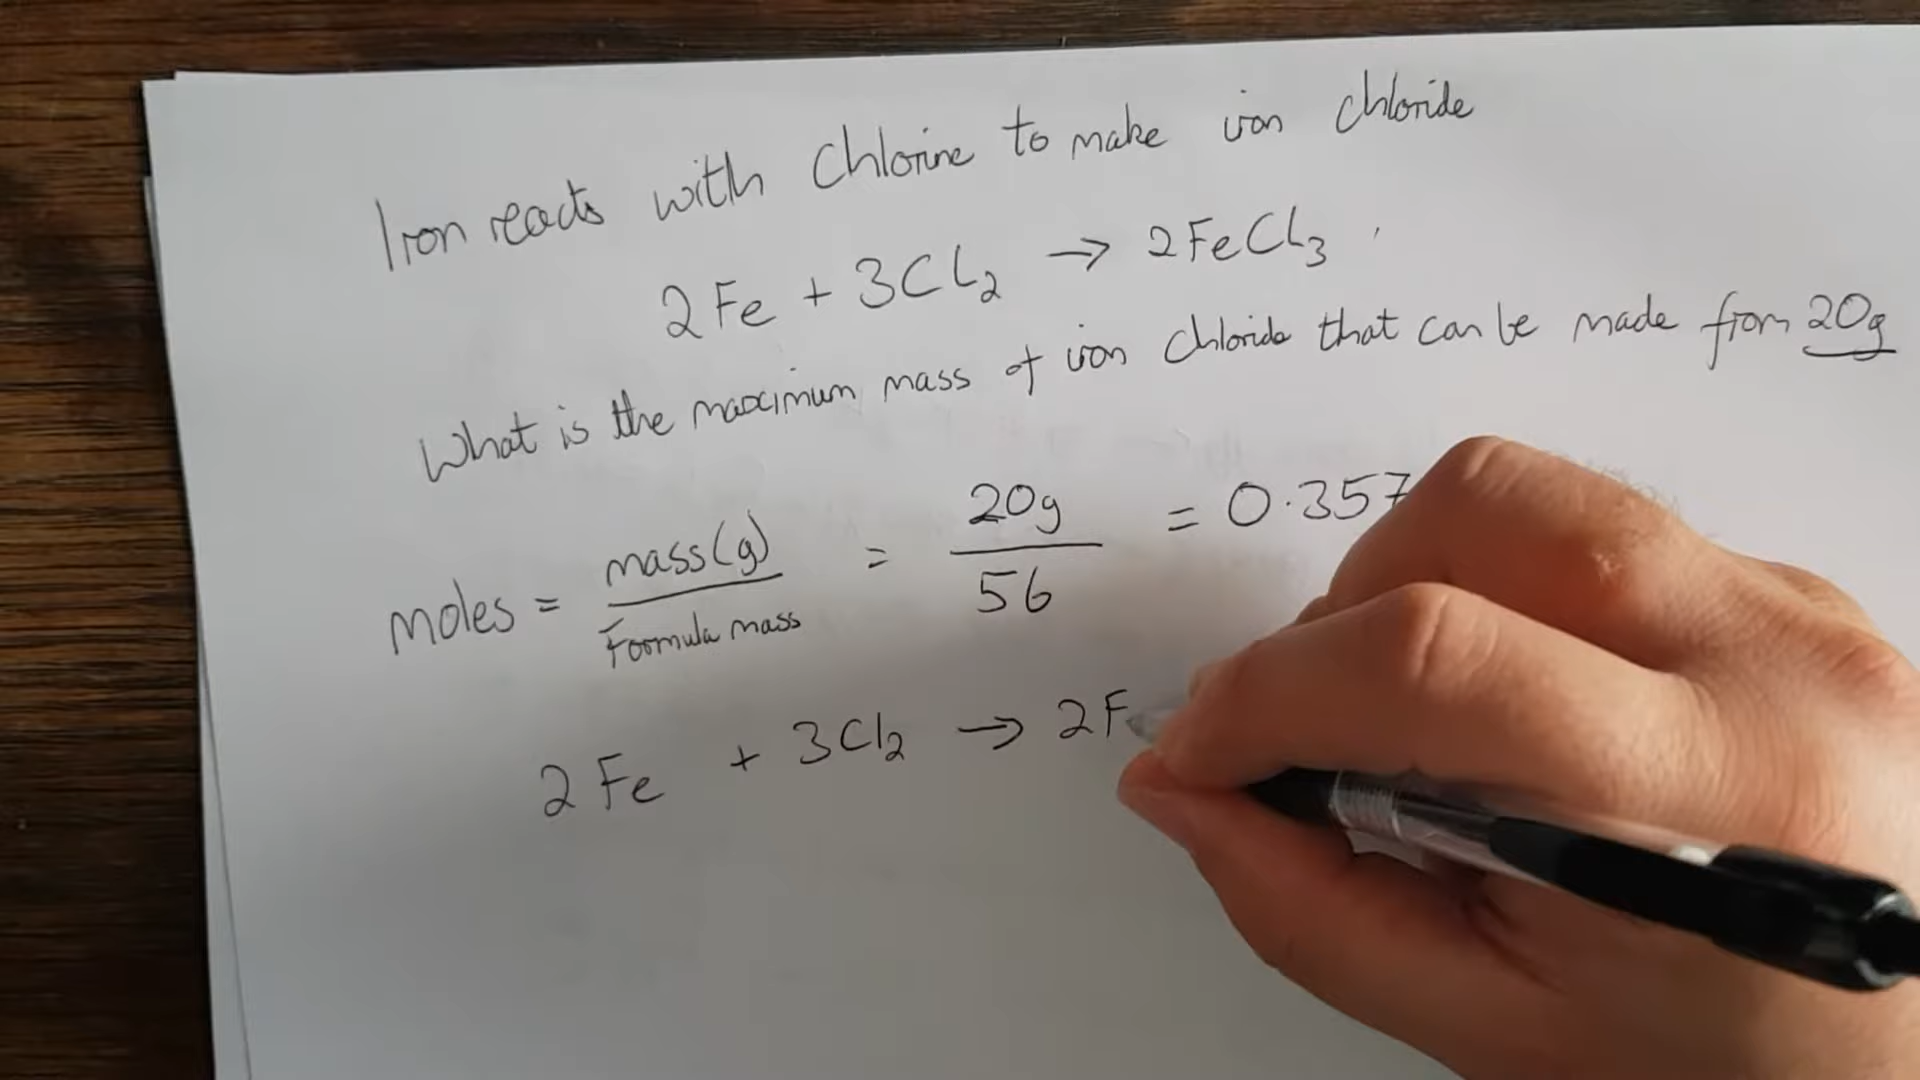 Iron reacts with Chlorine to make iron chloride
2Fe + 3Cl₂ → 2FeCl₃
What is the maximum mass of iron chloride that can be made from 20g
moles = mass(g) / Formula mass = 20g / 56 = 0.357
2Fe + 3Cl₂ → 2F